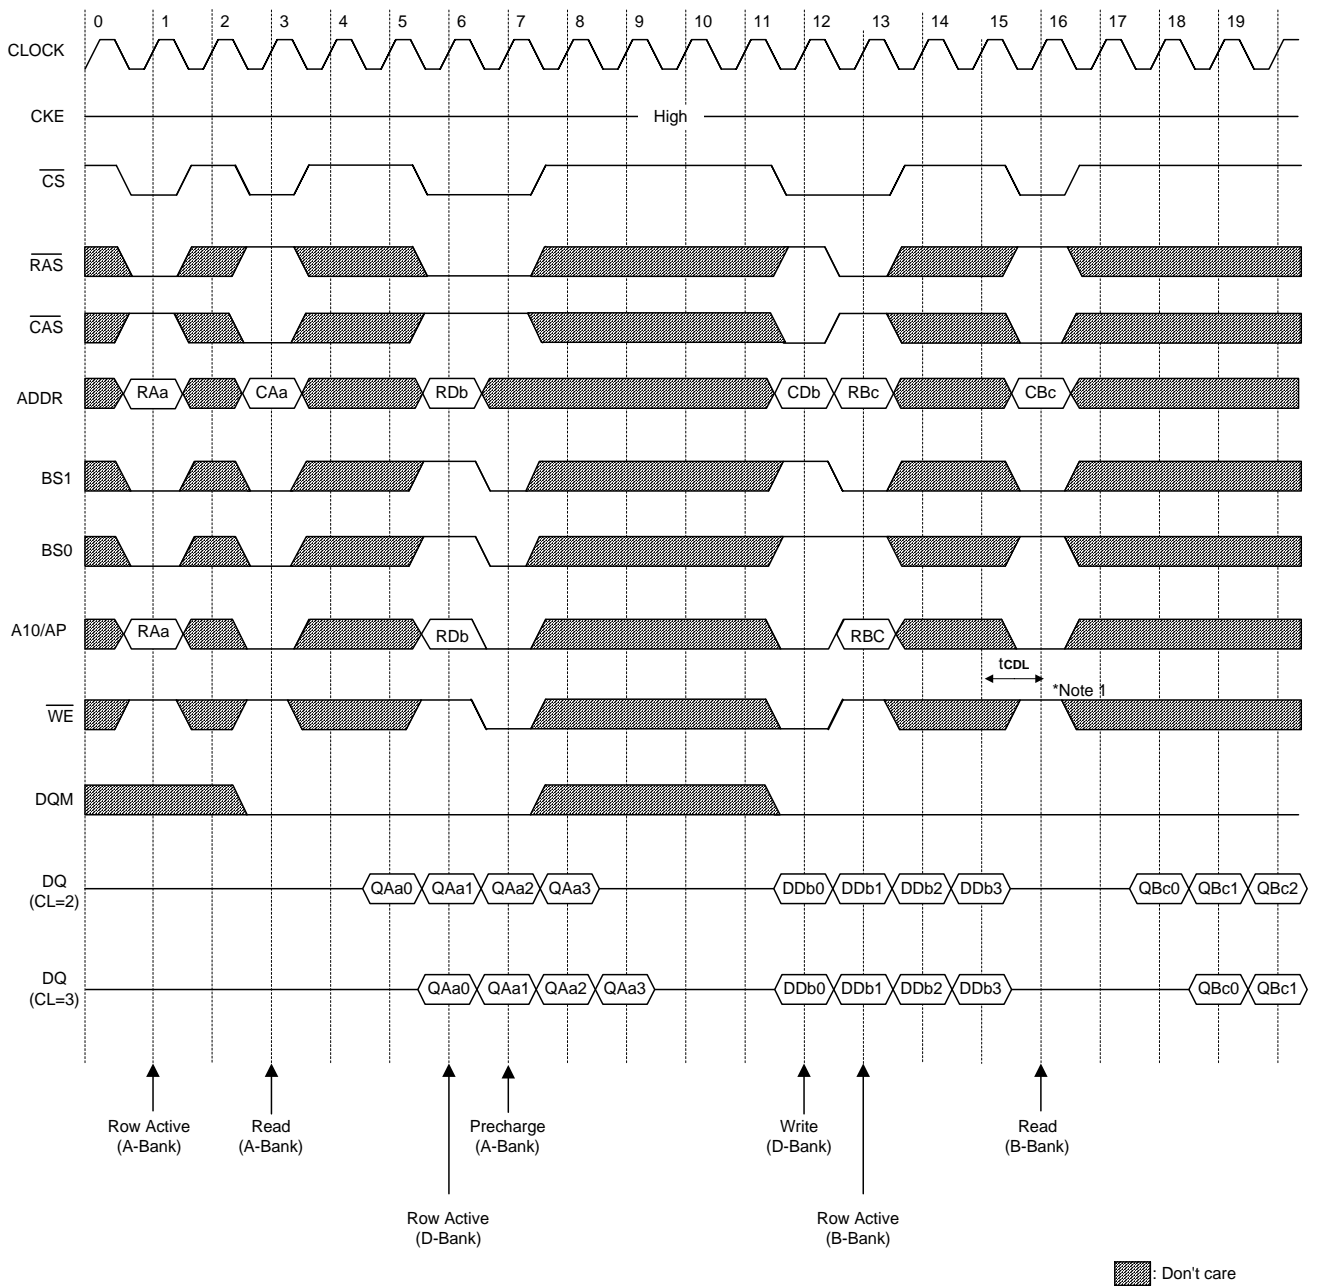 0 1 2 3 4 5 6 7 8 9 10 11 12 13 14 15 16 17 18 19
CLOCK
CKE High
CS
RAS
CAS
ADDR RAa CAa RDb CDb RBc CBc
BS1
BS0
A10/AP RAa RDb RBC
tCDL
*Note 1
WE
DQM
DQ
(CL=2)
QAa0 QAa1 QAa2 QAa3 DDb0 DDb1 DDb2 DDb3 QBc0 QBc1 QBc2
DQ
(CL=3)
QAa0 QAa1 QAa2 QAa3 DDb0 DDb1 DDb2 DDb3 QBc0 QBc1
Row Active
(A-Bank)
Read
(A-Bank)
Precharge
(A-Bank)
Write
(D-Bank)
Read
(B-Bank)
Row Active
(D-Bank)
Row Active
(B-Bank)
: Don't care